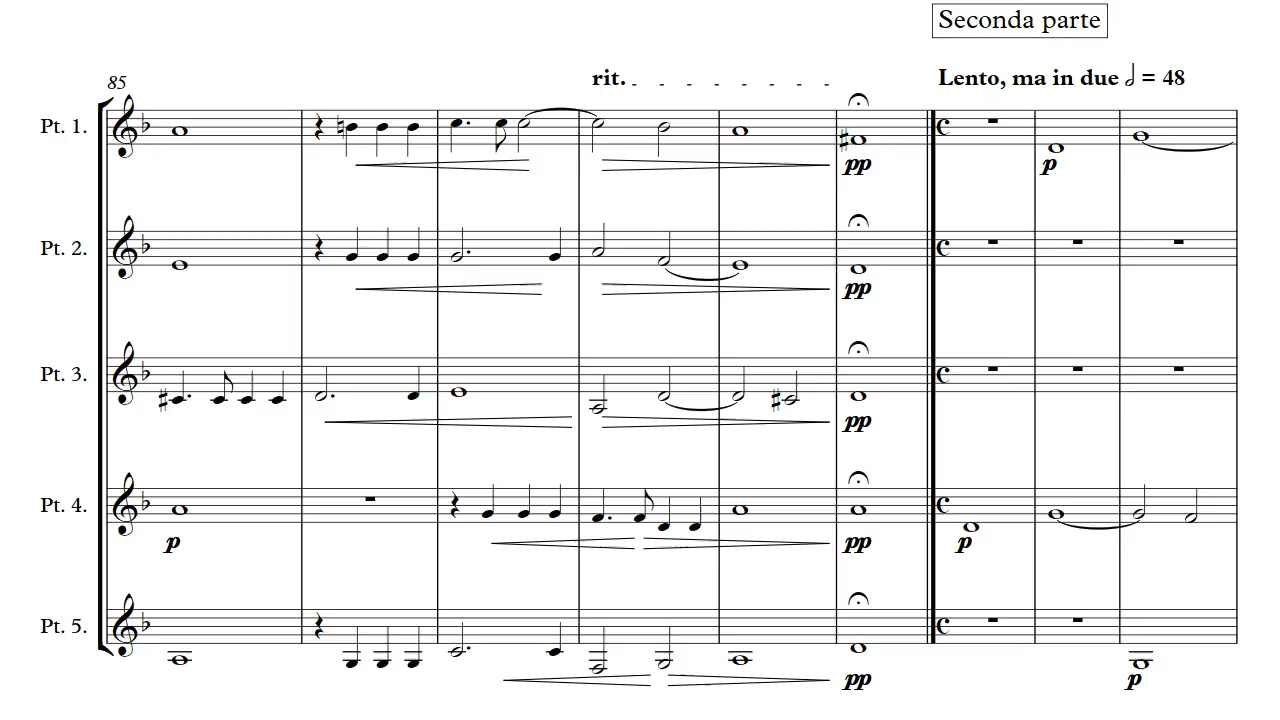 Seconda parte
85
rit.
Lento, ma in due 𝅗𝅥 = 48
Pt. 1.
pp
p
Pt. 2.
pp
Pt. 3.
pp
Pt. 4.
p
pp
p
Pt. 5.
pp
p